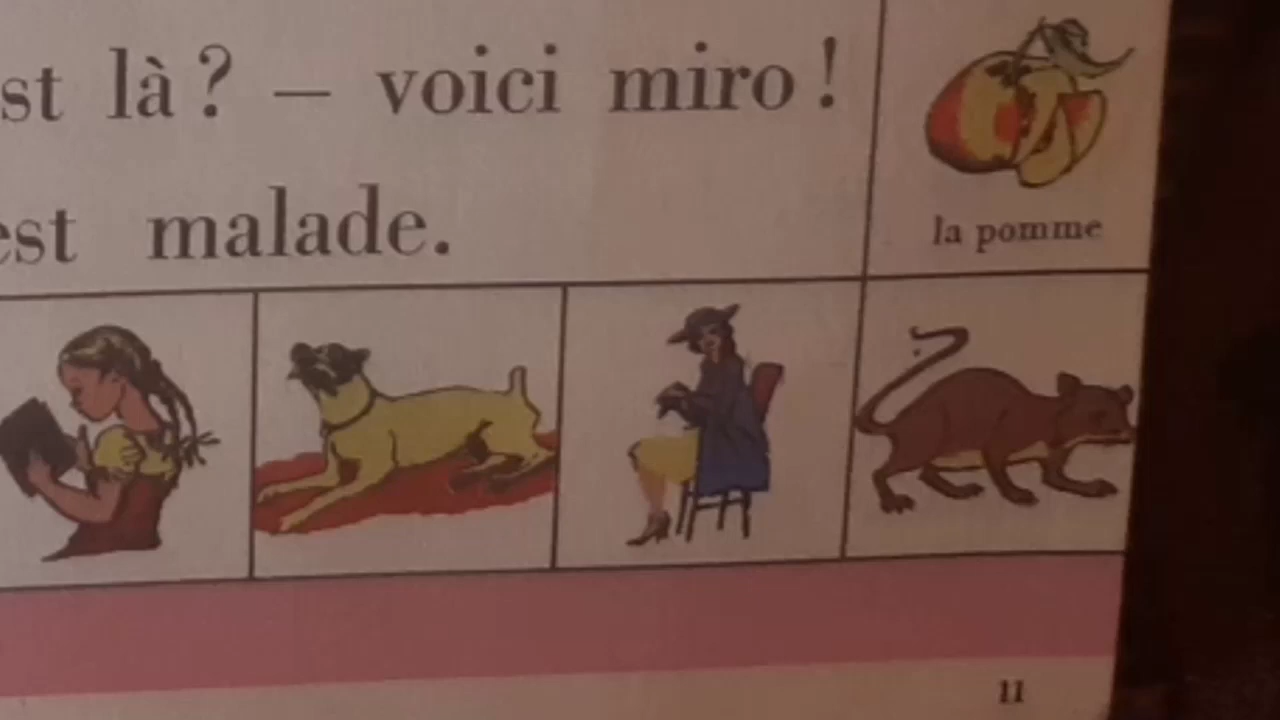 st là ? – voici miro !
est malade.
la pomme
11